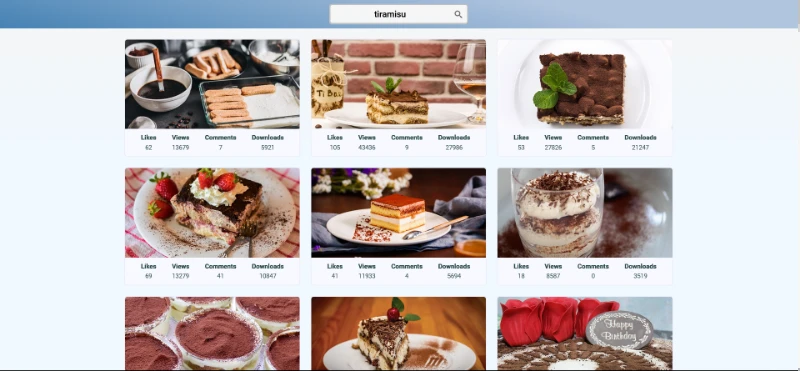 tiramisu
Ti Baz
Likes Views Comments Downloads
62 13679 7 5921
Likes Views Comments Downloads
105 43436 9 27986
Likes Views Comments Downloads
53 27826 5 21247
Likes Views Comments Downloads
69 13279 41 10847
Likes Views Comments Downloads
41 11933 4 5694
Likes Views Comments Downloads
18 8587 0 3519
Happy
Birthday